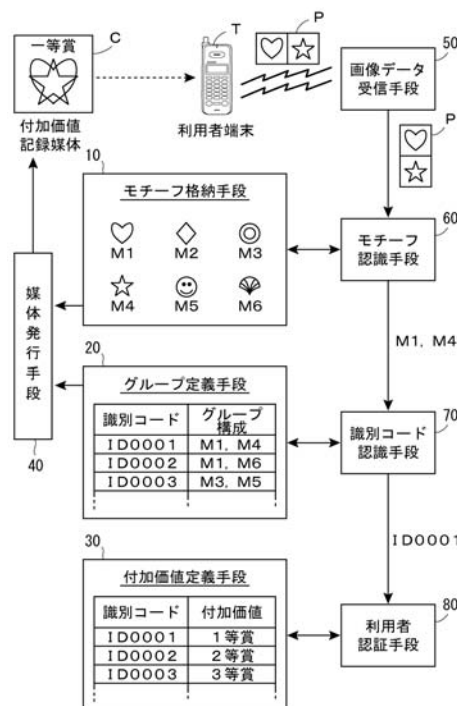 C
一等賞
付加価値
記録媒体
T
利用者端末
P
50
画像データ
受信手段
P
10
モチーフ格納手段
M1 M2 M3
M4 M5 M6
60
モチーフ
認識手段
M1, M4
媒体発行手段
40
20
グループ定義手段
識別コード グループ
構成
ID0001 M1, M4
ID0002 M1, M6
ID0003 M3, M5
70
識別コード
認識手段
ID0001
30
付加価値定義手段
識別コード 付加価値
ID0001 1等賞
ID0002 2等賞
ID0003 3等賞
80
利用者
認証手段